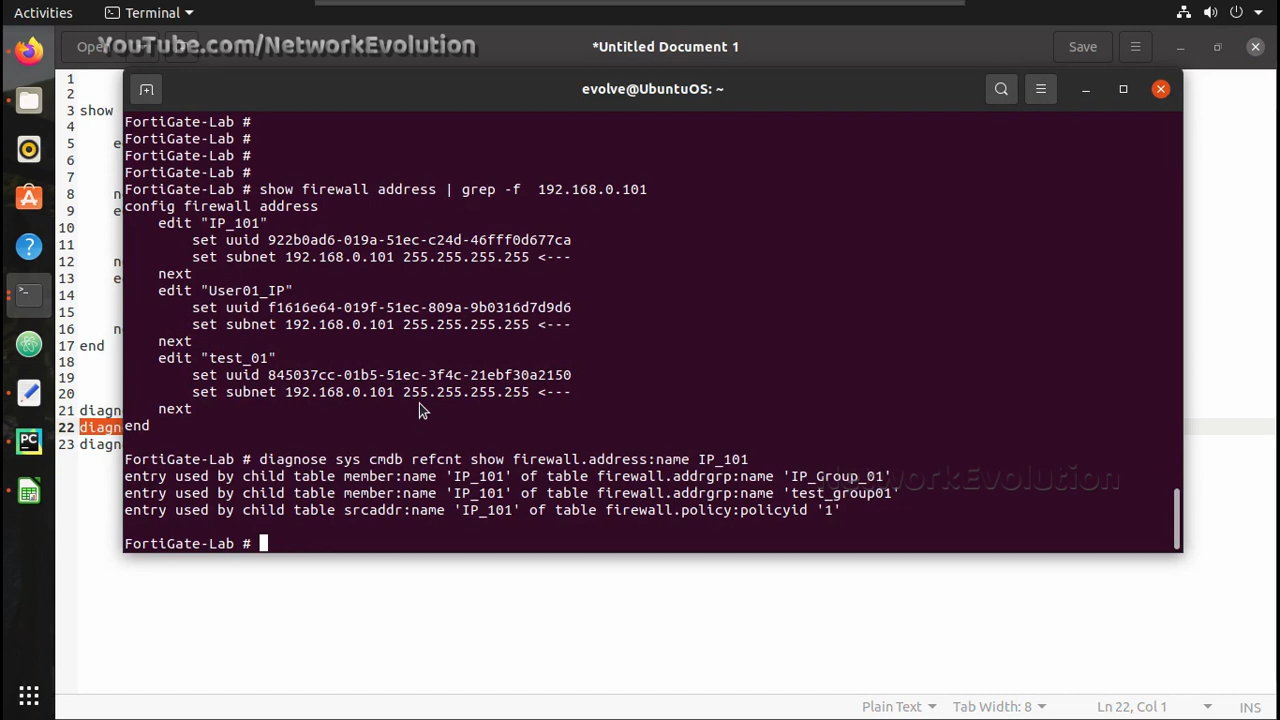 Activities
Terminal
YouTube.com/NetworkEvolution
Open
*Untitled Document 1
Save
evolve@UbuntuOS: ~
1
2
3 show
4
5 e
6
7
8 n
9 e
10
11
12 n
13 e
14
15
16 n
17 end
18
19
20
21 diagn
22 diagn
23 diagn
FortiGate-Lab #
FortiGate-Lab #
FortiGate-Lab #
FortiGate-Lab #
FortiGate-Lab # show firewall address | grep -f  192.168.0.101
config firewall address
    edit "IP_101"
        set uuid 922b0ad6-019a-51ec-c24d-46fff0d677ca
        set subnet 192.168.0.101 255.255.255.255 <---
    next
    edit "User01_IP"
        set uuid f1616e64-019f-51ec-809a-9b0316d7d9d6
        set subnet 192.168.0.101 255.255.255.255 <---
    next
    edit "test_01"
        set uuid 845037cc-01b5-51ec-3f4c-21ebf30a2150
        set subnet 192.168.0.101 255.255.255.255 <---
    next
end
FortiGate-Lab # diagnose sys cmdb refcnt show firewall.address:name IP_101
entry used by child table member:name 'IP_101' of table firewall.addrgrp:name 'IP_Group_01'
entry used by child table member:name 'IP_101' of table firewall.addrgrp:name 'test_group01'
entry used by child table srcaddr:name 'IP_101' of table firewall.policy:policyid '1'
NetworkEvolution
FortiGate-Lab #
Plain Text
Tab Width: 8
Ln 22, Col 1
INS